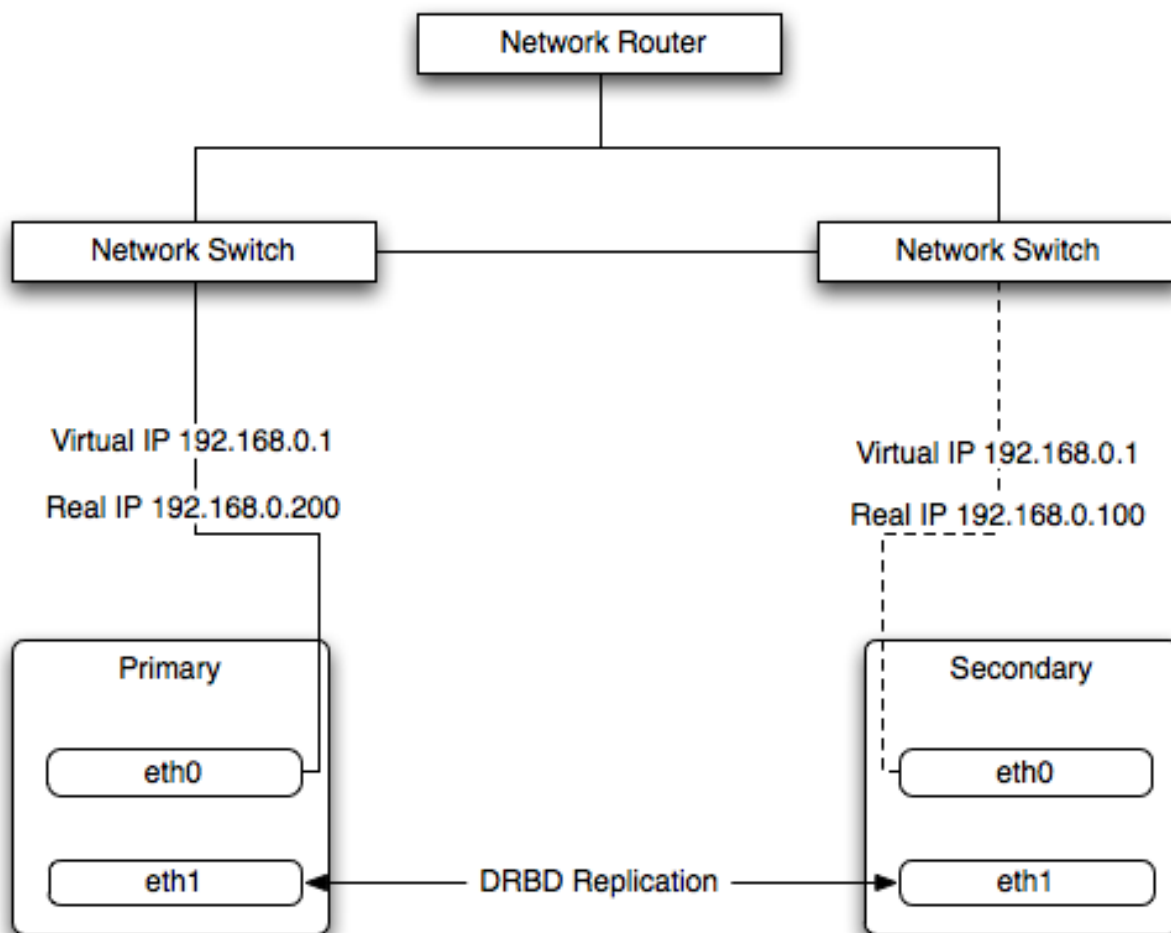 Network Router
Network Switch
Network Switch
Virtual IP 192.168.0.1
Real IP 192.168.0.200
Virtual IP 192.168.0.1
Real IP 192.168.0.100
Primary
eth0
eth1
DRBD Replication
Secondary
eth0
eth1